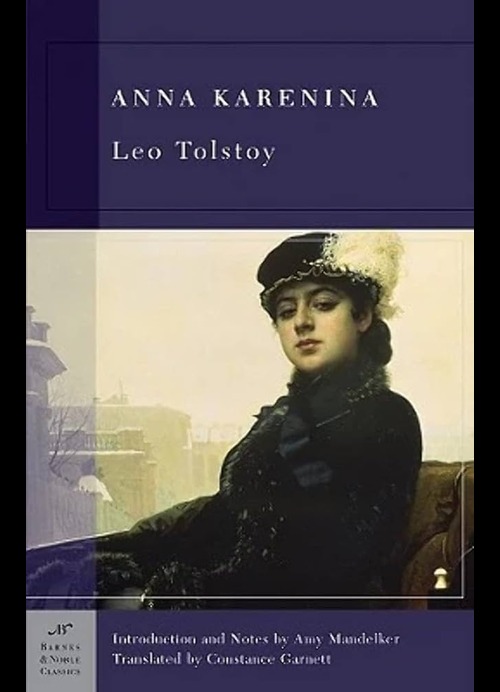 ANNA KARENINA
Leo Tolstoy
Introduction and Notes by Amy Mandelker
Translated by Constance Garnett
BARNES
& NOBLE
CLASSICS